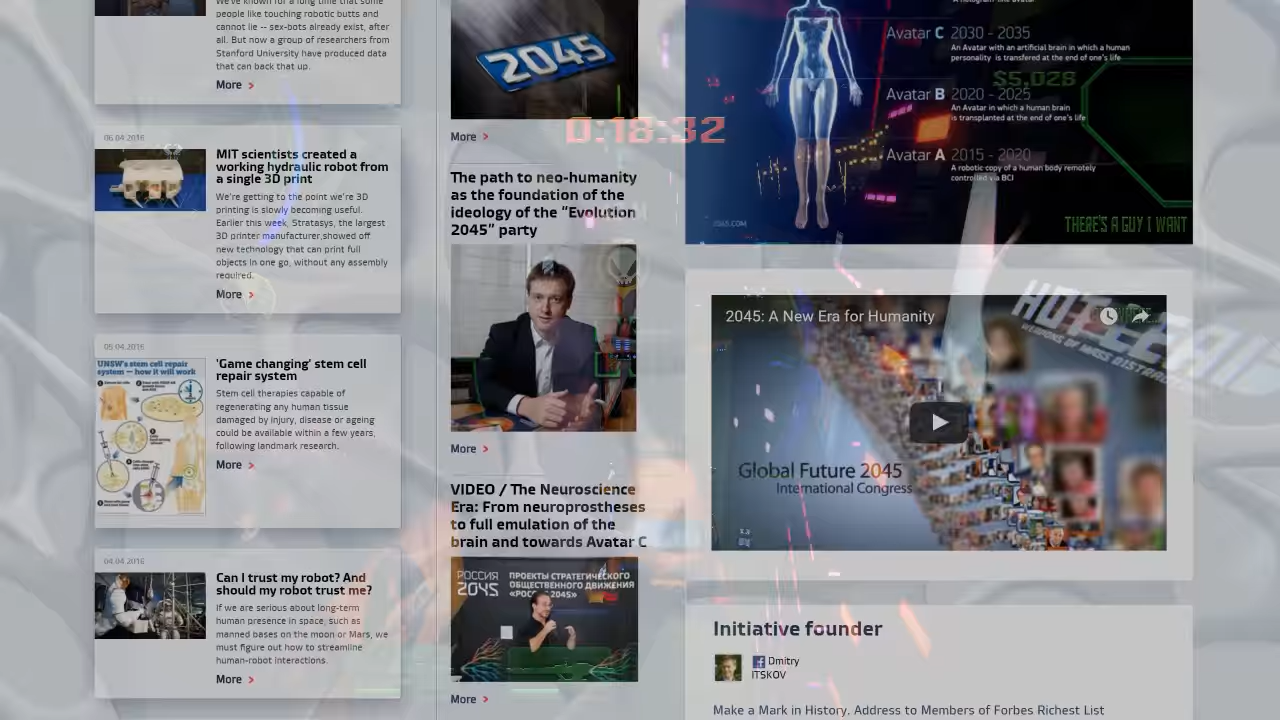 We've known for a long time that some
people like touching robotic butts and
cannot lie -- sex-bots already exist, after
all. But now a group of researchers from
Stanford University have produced data
that can back that up.
More >
06.04.2016
MIT scientists created a
working hydraulic robot from
a single 3D print
We're getting to the point we're 3D
printing is slowly becoming useful.
Earlier this week, Stratasys, the largest
3D printer manufacturer showed off
new technology that can print full
objects in one go, without any assembly
required.
More >
05.04.2016
UNSW's stem cell repair
system — how it will work
'Game changing' stem cell
repair system
Stem cell therapies capable of
regenerating any human tissue
damaged by injury, disease or ageing
could be available within a few years,
following landmark research.
More >
04.04.2016
Can I trust my robot? And
should my robot trust me?
If we are serious about long-term
human presence in space, such as
manned bases on the moon or Mars, we
must figure out how to streamline
human-robot interactions.
More >
2045
More >
0:18:32
The path to neo-humanity
as the foundation of the
ideology of the "Evolution
2045" party
More >
VIDEO / The Neuroscience
Era: From neuroprostheses
to full emulation of the
brain and towards Avatar C
РОССИЯ
2045
ПРОЕКТЫ СТРАТЕГИЧЕСКОГО
ОБЩЕСТВЕННОГО ДВИЖЕНИЯ
«РОССИЯ 2045»
More >
Avatar C 2030 - 2035
An Avatar with an artificial brain in which a human
personality is transfered at the end of one's life
$5,028
Avatar B 2020 - 2025
An Avatar in which a human brain
is transplanted at the end of one's life
Avatar A 2015 - 2020
A robotic copy of a human body remotely
controlled via BCI
2045.COM
THERE'S A GUY I WANT
2045: A New Era for Humanity
WEAPONS OF MASS
Global Future 2045
International Congress
Initiative founder
Dmitry
ITSKOV
Make a Mark in History. Address to Members of Forbes Richest List